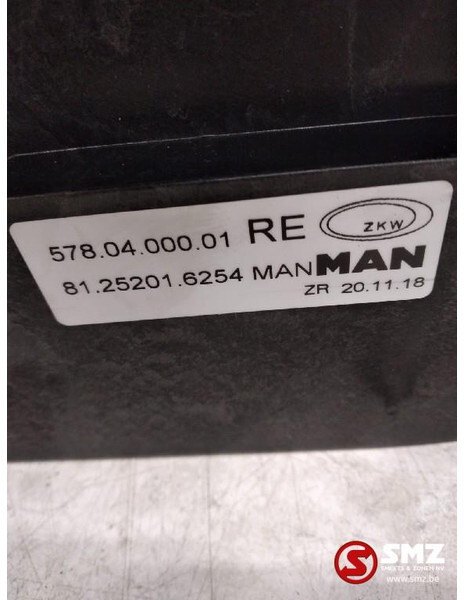 578.04.000.01 RE ZKW
81.25201.6254 MAN MAN
ZR 20.11.18
SMZ
SMEETS & ZONEN NV
www.smz.be